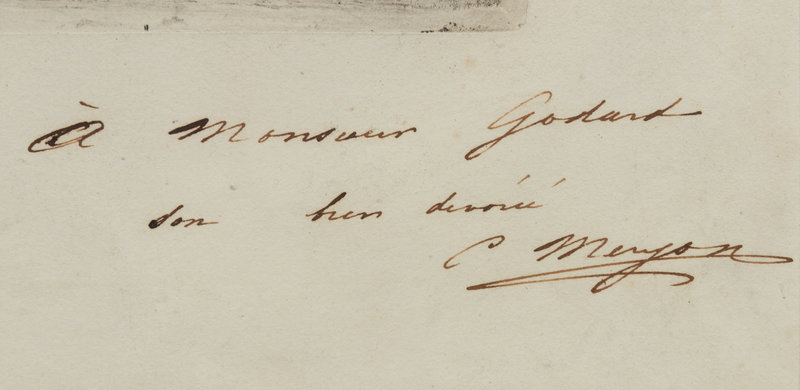 À Monsieur Godard
son bien dévoué
C Meryon